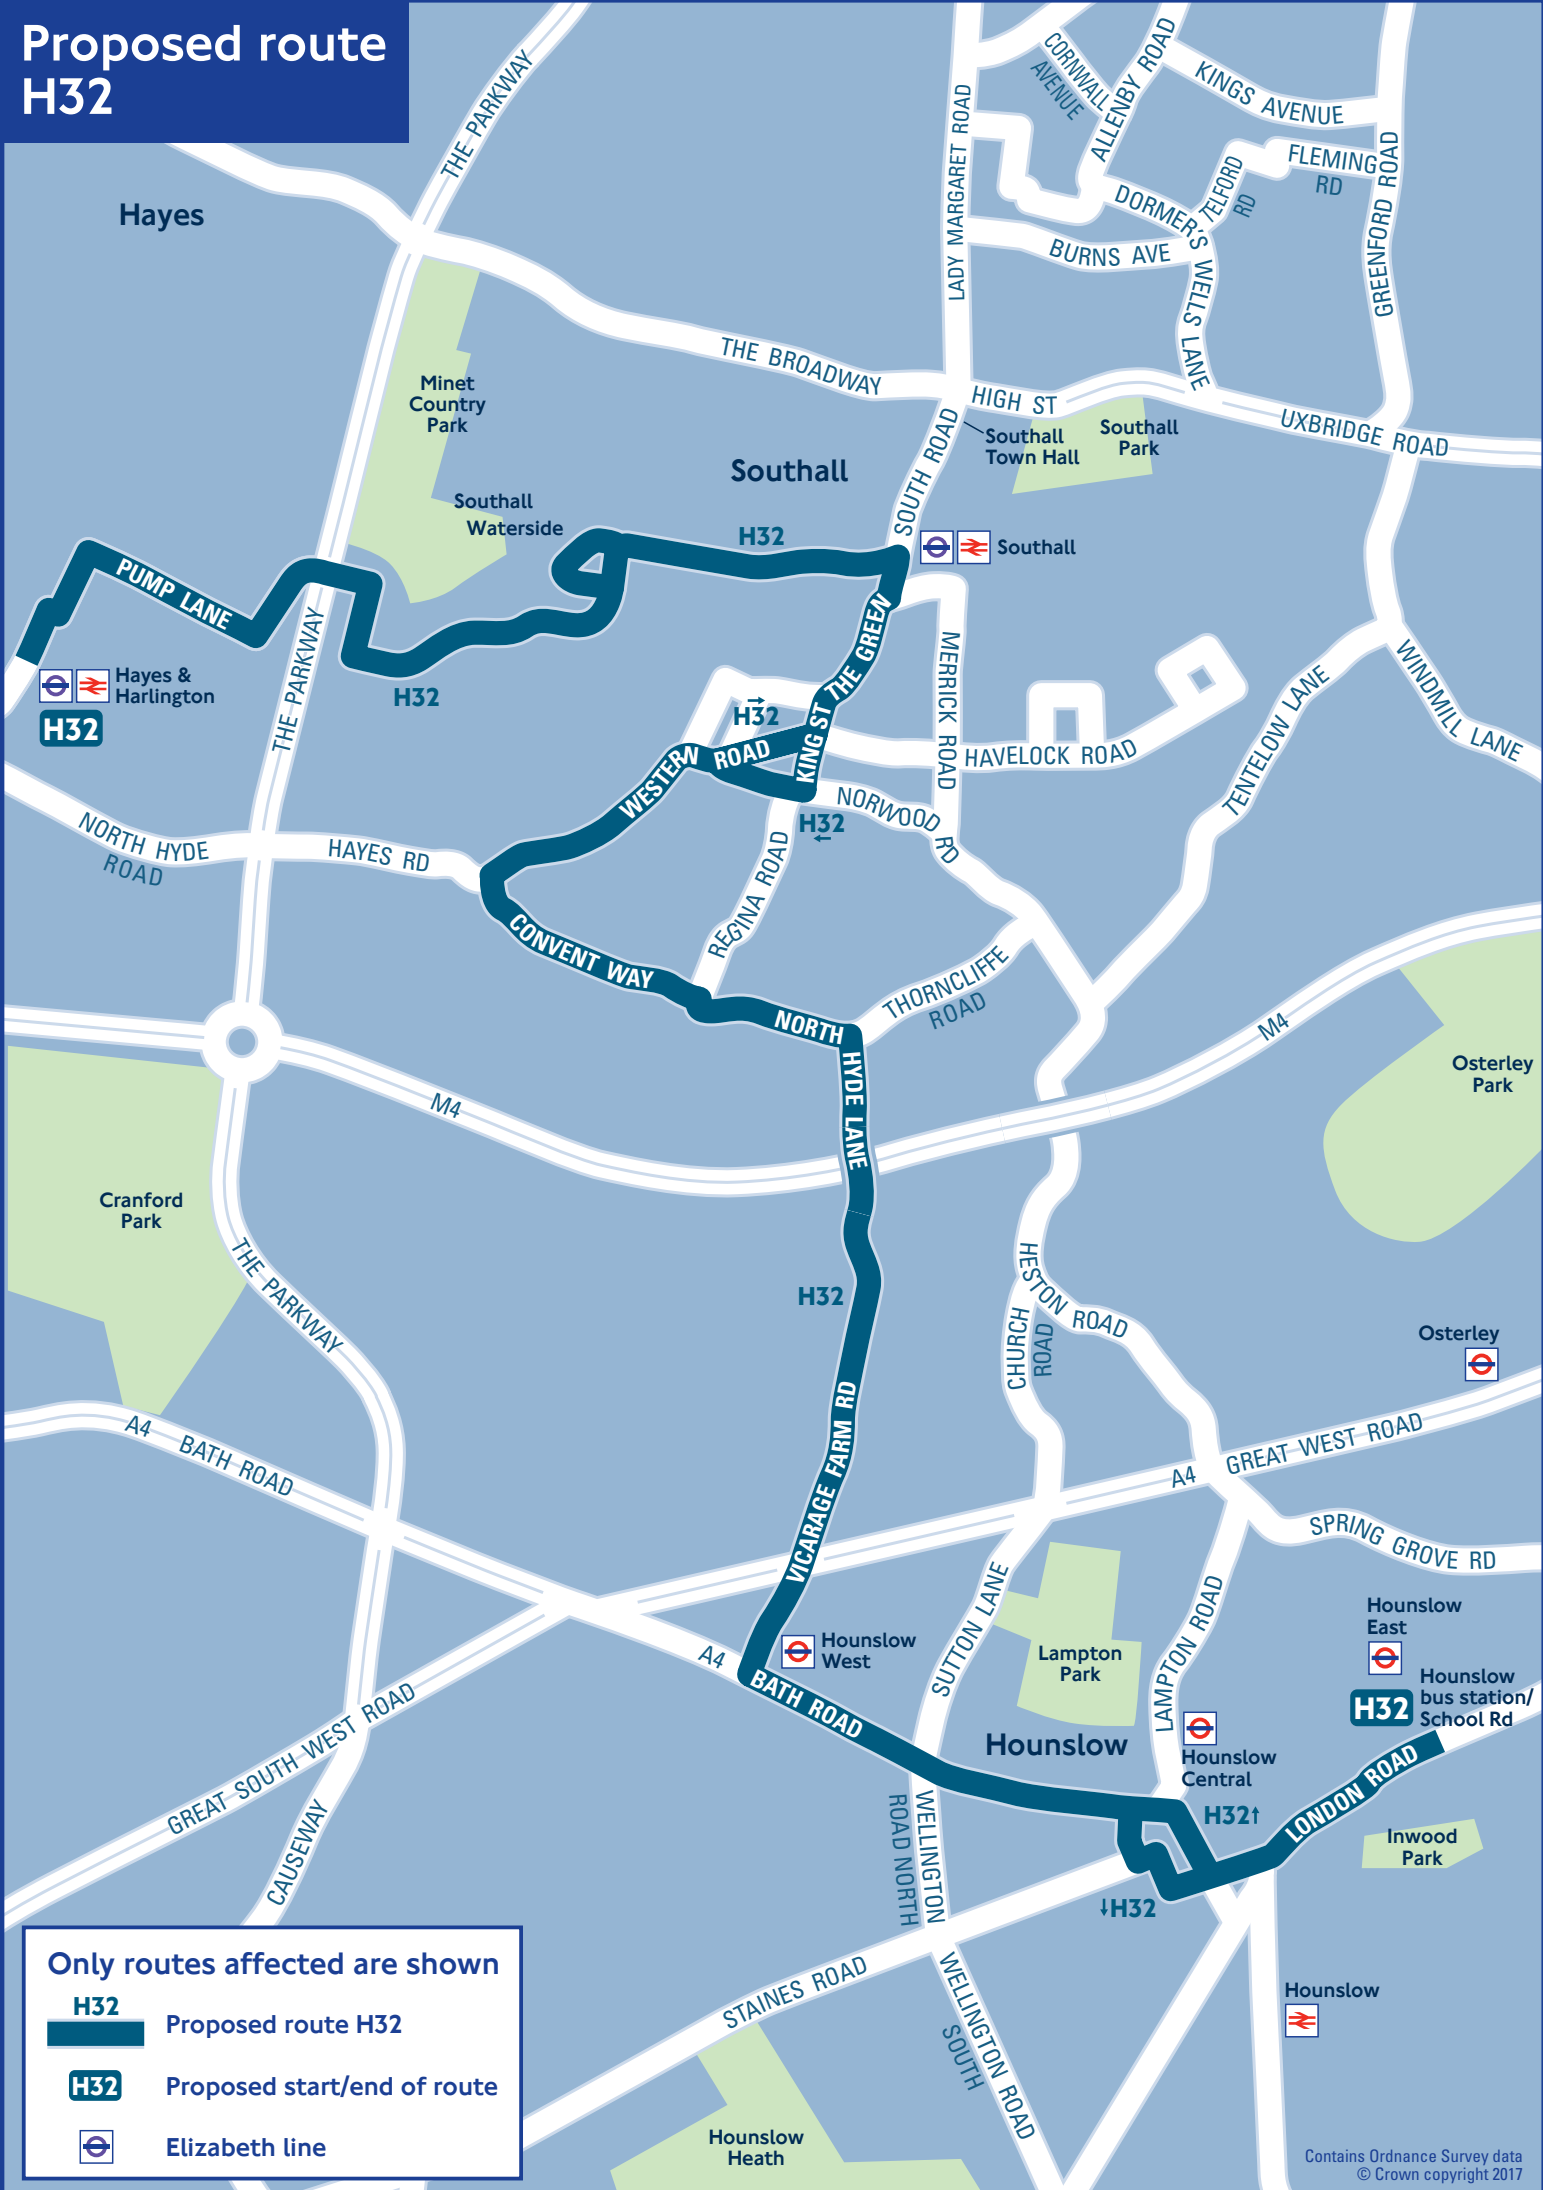 Proposed route
H32
THE PARKWAY
Hayes
LADY MARGARET ROAD
CORNWALL
AVENUE
ALLENBY ROAD
KINGS AVENUE
FLEMING
RD
TELFORD
RD
DORMER'S WELLS LANE
BURNS AVE
GREENFORD ROAD
THE BROADWAY
HIGH ST
UXBRIDGE ROAD
Minet
Country
Park
Southall
Town Hall
Southall
Park
SOUTH ROAD
Southall
Southall
Waterside
H32
Southall
PUMP LANE
Hayes &
Harlington
H32
THE PARKWAY
H32
THE GREEN
MERRICK ROAD
H32
KING ST
WESTERN ROAD
HAVELOCK ROAD
TENTELOW LANE
WINDMILL LANE
NORWOOD RD
H32
NORTH HYDE
ROAD
HAYES RD
REGINA ROAD
CONVENT WAY
THORNCLIFFE
ROAD
NORTH HYDE LANE
M4
M4
Osterley
Park
Cranford
Park
THE PARKWAY
H32
HESTON ROAD
CHURCH
ROAD
Osterley
A4 BATH ROAD
VICARAGE FARM RD
A4 GREAT WEST ROAD
SPRING GROVE RD
SUTTON LANE
LAMPTON ROAD
Hounslow
East
Hounslow
West
A4
BATH ROAD
Lampton
Park
H32
Hounslow
bus station/
School Rd
Hounslow
Hounslow
Central
GREAT SOUTH WEST ROAD
CAUSEWAY
WELLINGTON
ROAD NORTH
H32↑
LONDON ROAD
Inwood
Park
↓H32
STAINES ROAD
WELLINGTON ROAD
SOUTH
Hounslow
Hounslow
Heath
Only routes affected are shown
H32
Proposed route H32
H32 Proposed start/end of route
Elizabeth line
Contains Ordnance Survey data
© Crown copyright 2017